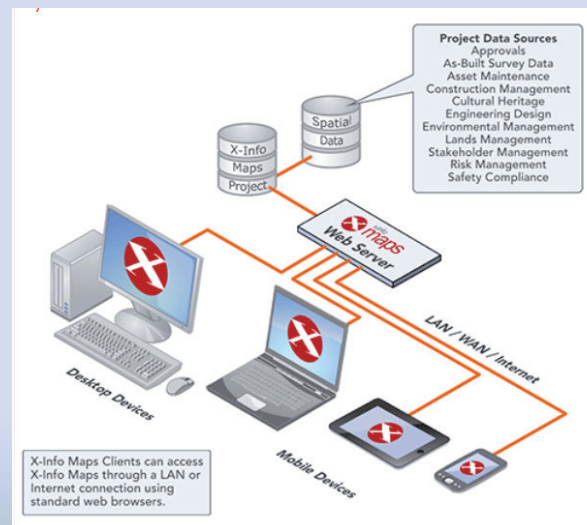 Project Data Sources
Approvals
As-Built Survey Data
Asset Maintenance
Construction Management
Cultural Heritage
Engineering Design
Environmental Management
Lands Management
Stakeholder Management
Risk Management
Safety Compliance
Spatial
Data
X-Info
Maps
Project
X info
maps
Web Server
LAN / WAN / Internet
X
X
X
X
Desktop Devices
Mobile Devices
X-Info Maps Clients can access
X-Info Maps through a LAN or
Internet connection using
standard web browsers.